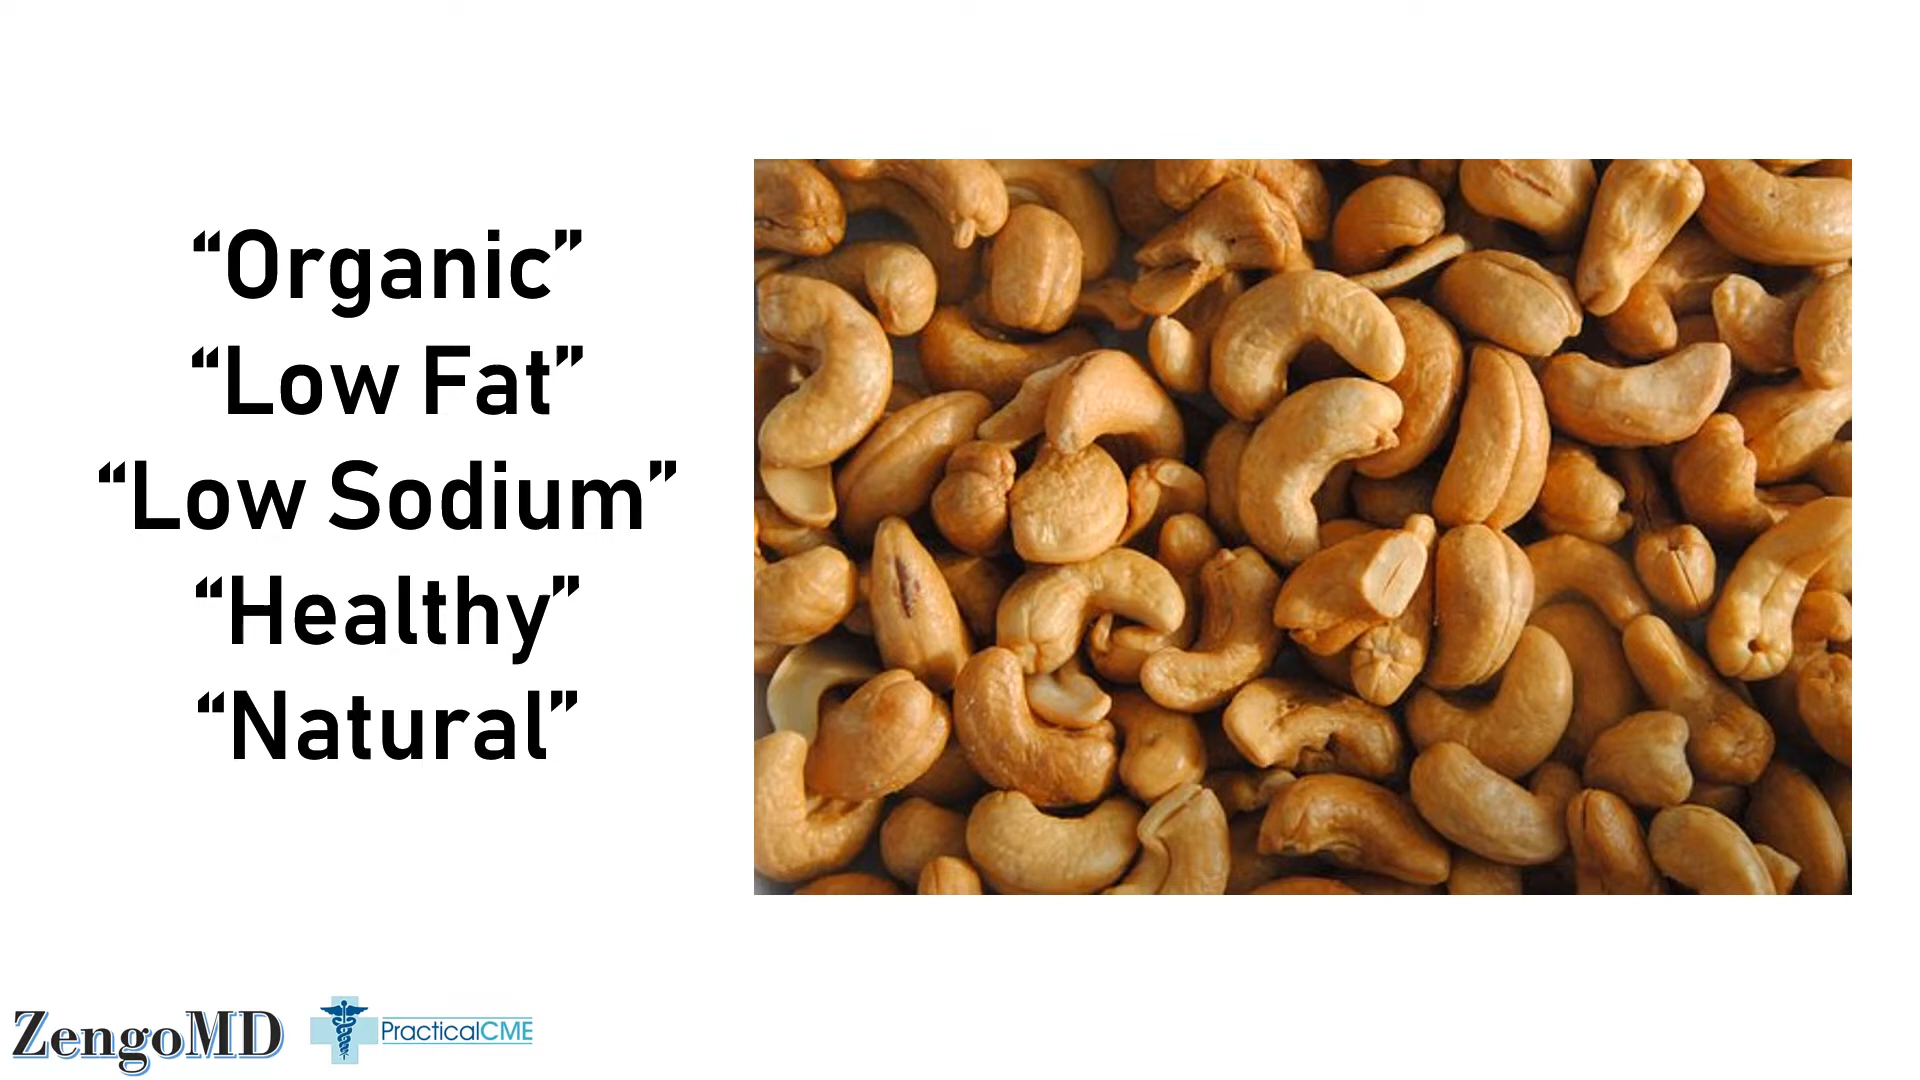 “Organic”
“Low Fat”
“Low Sodium”
“Healthy”
“Natural”
ZengoMD
PracticalCME